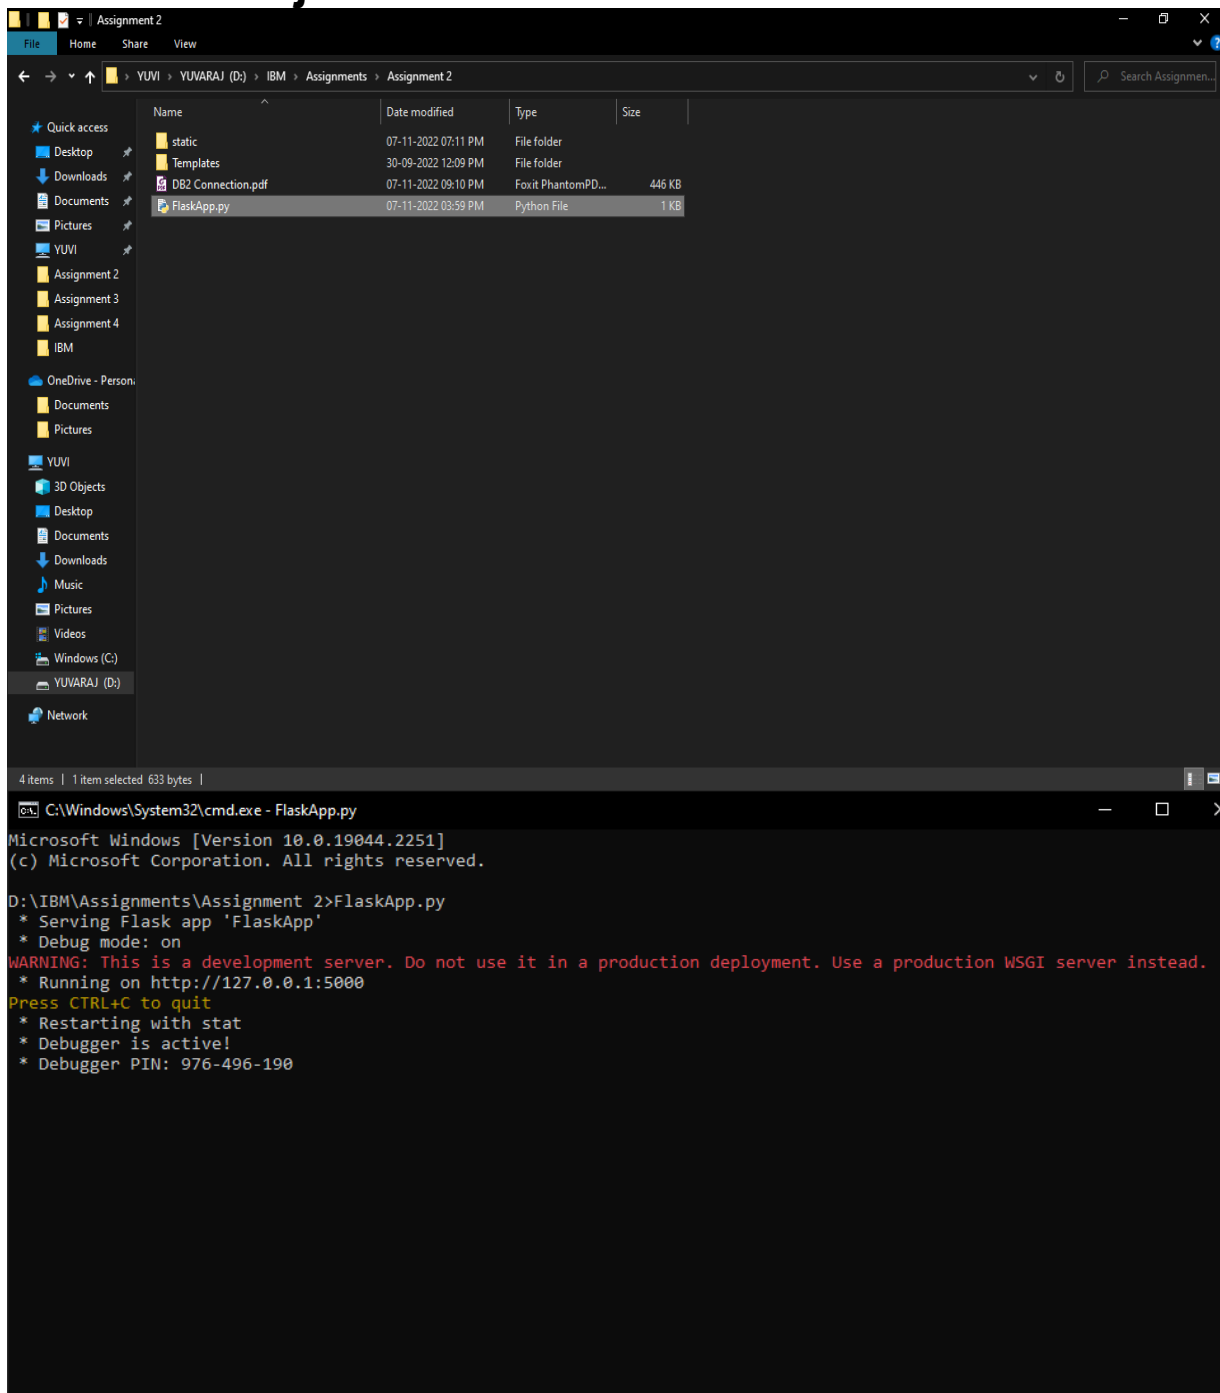 Assignment 2
File Home Share View
YUVI > YUVARAJ (D:) > IBM > Assignments > Assignment 2
Search Assignmen...
Name Date modified Type Size
static 07-11-2022 07:11 PM File folder
Templates 30-09-2022 12:09 PM File folder
DB2 Connection.pdf 07-11-2022 09:10 PM Foxit PhantomPD... 446 KB
FlaskApp.py 07-11-2022 03:59 PM Python File 1 KB
Quick access
Desktop
Downloads
Documents
Pictures
YUVI
Assignment 2
Assignment 3
Assignment 4
IBM
OneDrive - Persona
Documents
Pictures
YUVI
3D Objects
Desktop
Documents
Downloads
Music
Pictures
Videos
Windows (C:)
YUVARAJ (D:)
Network
4 items | 1 item selected 633 bytes |
C:\Windows\System32\cmd.exe - FlaskApp.py
Microsoft Windows [Version 10.0.19044.2251]
(c) Microsoft Corporation. All rights reserved.
D:\IBM\Assignments\Assignment 2>FlaskApp.py
* Serving Flask app 'FlaskApp'
* Debug mode: on
WARNING: This is a development server. Do not use it in a production deployment. Use a production WSGI server instead.
* Running on http://127.0.0.1:5000
Press CTRL+C to quit
* Restarting with stat
* Debugger is active!
* Debugger PIN: 976-496-190